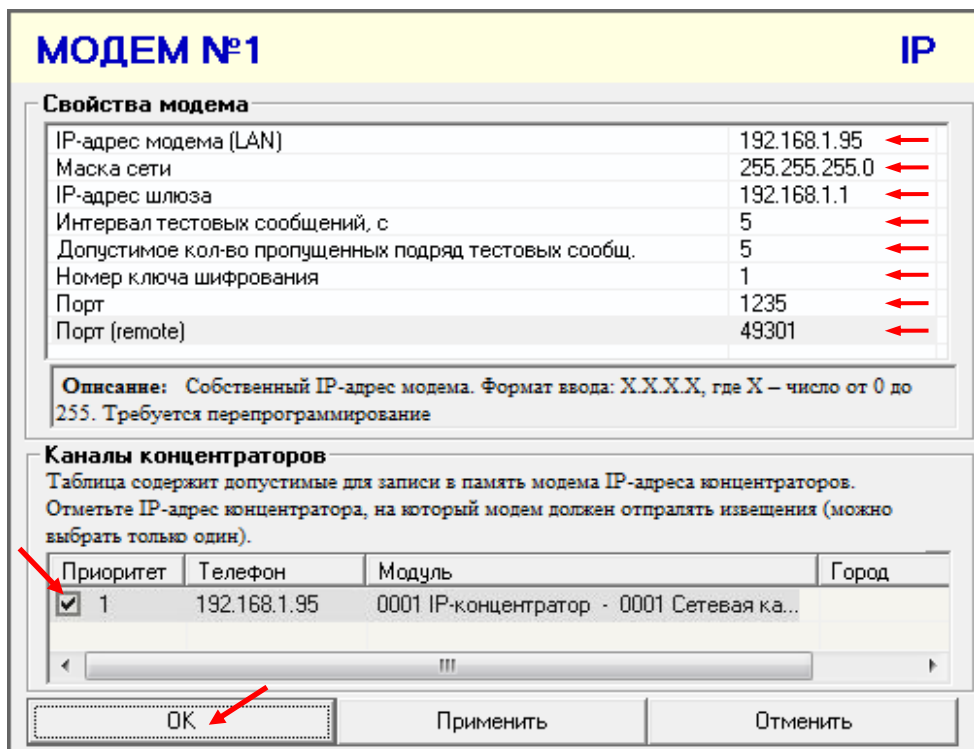 МОДЕМ №1 IP
Свойства модема
IP-адрес модема (LAN) 192.168.1.95
Маска сети 255.255.255.0
IP-адрес шлюза 192.168.1.1
Интервал тестовых сообщений, с 5
Допустимое кол-во пропущенных подряд тестовых сообщ. 5
Номер ключа шифрования 1
Порт 1235
Порт (remote) 49301
Описание: Собственный IP-адрес модема. Формат ввода: X.X.X.X, где X – число от 0 до
255. Требуется перепрограммирование
Каналы концентраторов
Таблица содержит допустимые для записи в память модема IP-адреса концентраторов.
Отметьте IP-адрес концентратора, на который модем должен отпралять извещения (можно
выбрать только один).
Приоритет Телефон Модуль Город
1 192.168.1.95 0001 IP-концентратор - 0001 Сетевая ка...
OK Применить Отменить